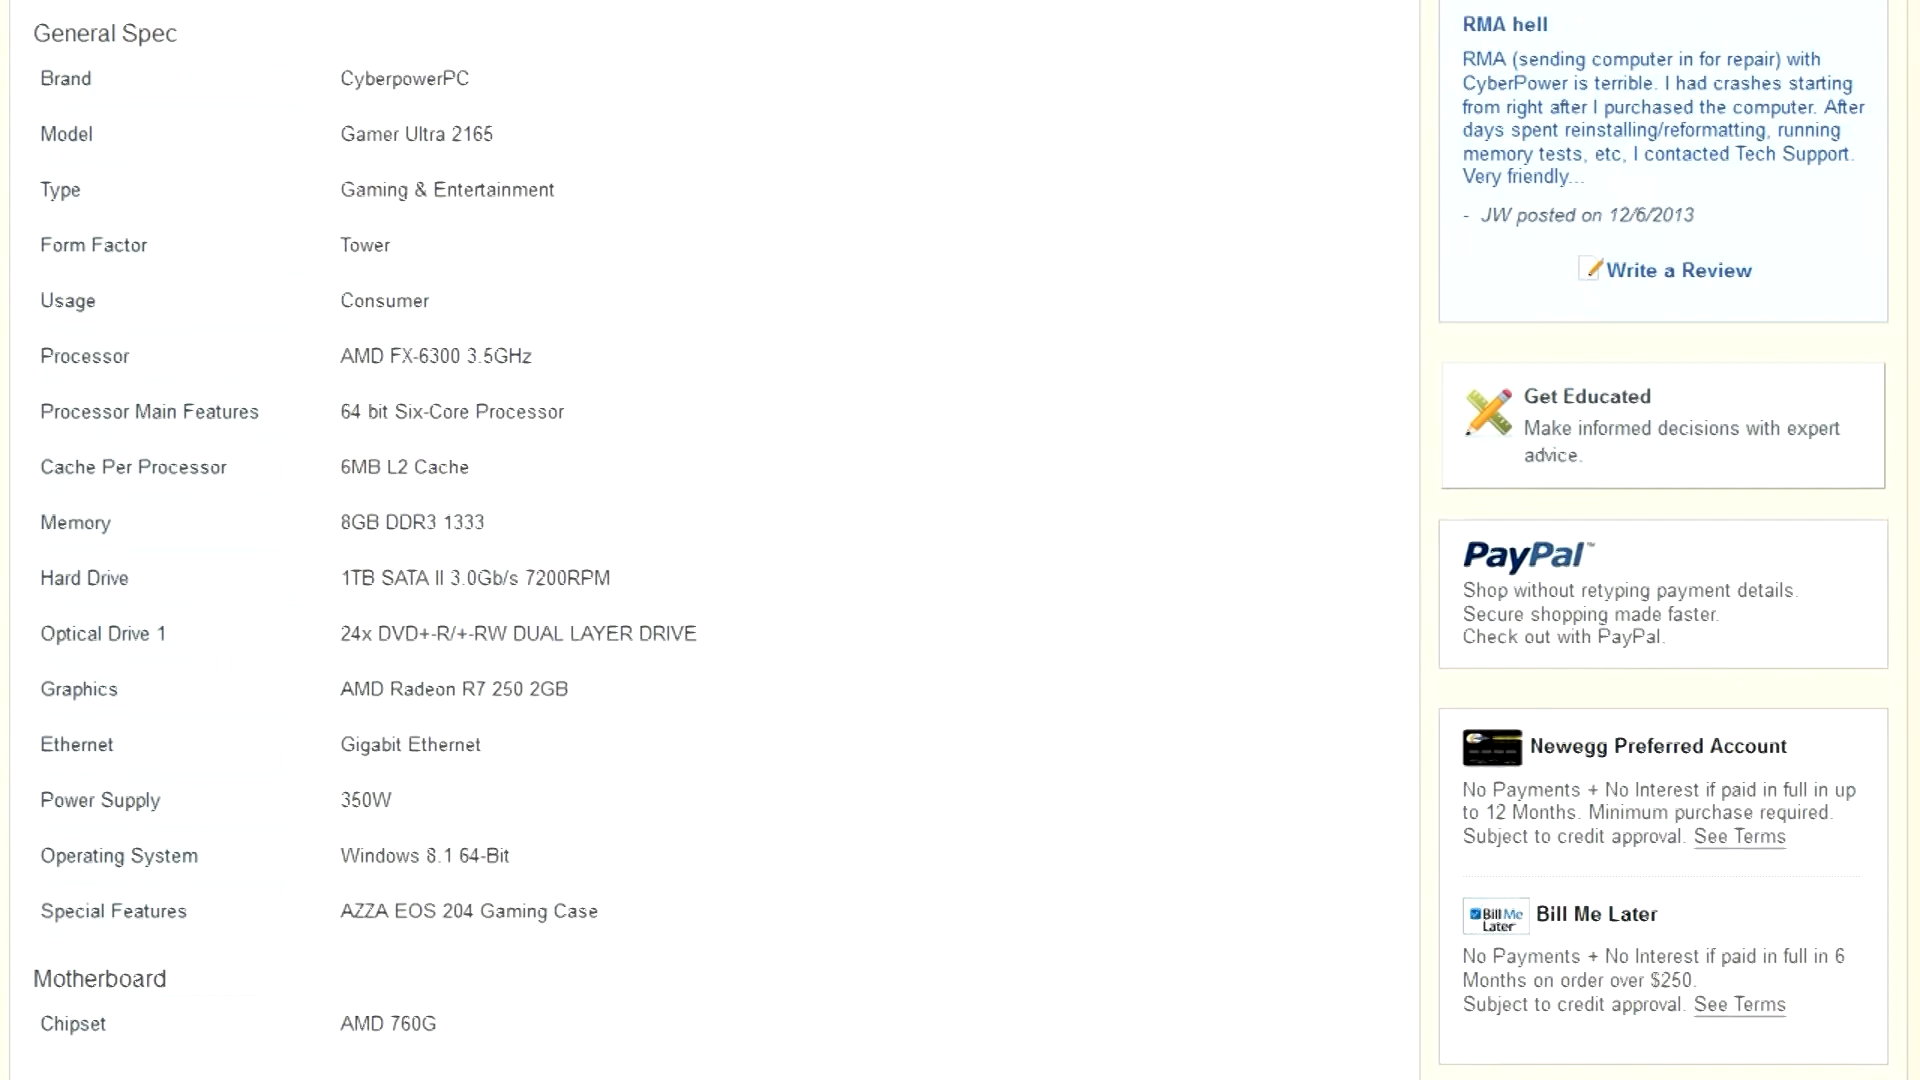 General Spec
Brand CyberpowerPC
Model Gamer Ultra 2165
Type Gaming & Entertainment
Form Factor Tower
Usage Consumer
Processor AMD FX-6300 3.5GHz
Processor Main Features 64 bit Six-Core Processor
Cache Per Processor 6MB L2 Cache
Memory 8GB DDR3 1333
Hard Drive 1TB SATA II 3.0Gb/s 7200RPM
Optical Drive 1 24x DVD+-R/+-RW DUAL LAYER DRIVE
Graphics AMD Radeon R7 250 2GB
Ethernet Gigabit Ethernet
Power Supply 350W
Operating System Windows 8.1 64-Bit
Special Features AZZA EOS 204 Gaming Case
Motherboard
Chipset AMD 760G
RMA hell
RMA (sending computer in for repair) with
CyberPower is terrible. I had crashes starting
from right after I purchased the computer. After
days spent reinstalling/reformatting, running
memory tests, etc, I contacted Tech Support.
Very friendly...
- JW posted on 12/6/2013
Write a Review
Get Educated
Make informed decisions with expert
advice.
PayPal™
Shop without retyping payment details.
Secure shopping made faster.
Check out with PayPal.
Newegg Preferred Account
No Payments + No Interest if paid in full in up
to 12 Months. Minimum purchase required.
Subject to credit approval. See Terms
Bill Me
Later
Bill Me Later
No Payments + No Interest if paid in full in 6
Months on order over $250.
Subject to credit approval. See Terms